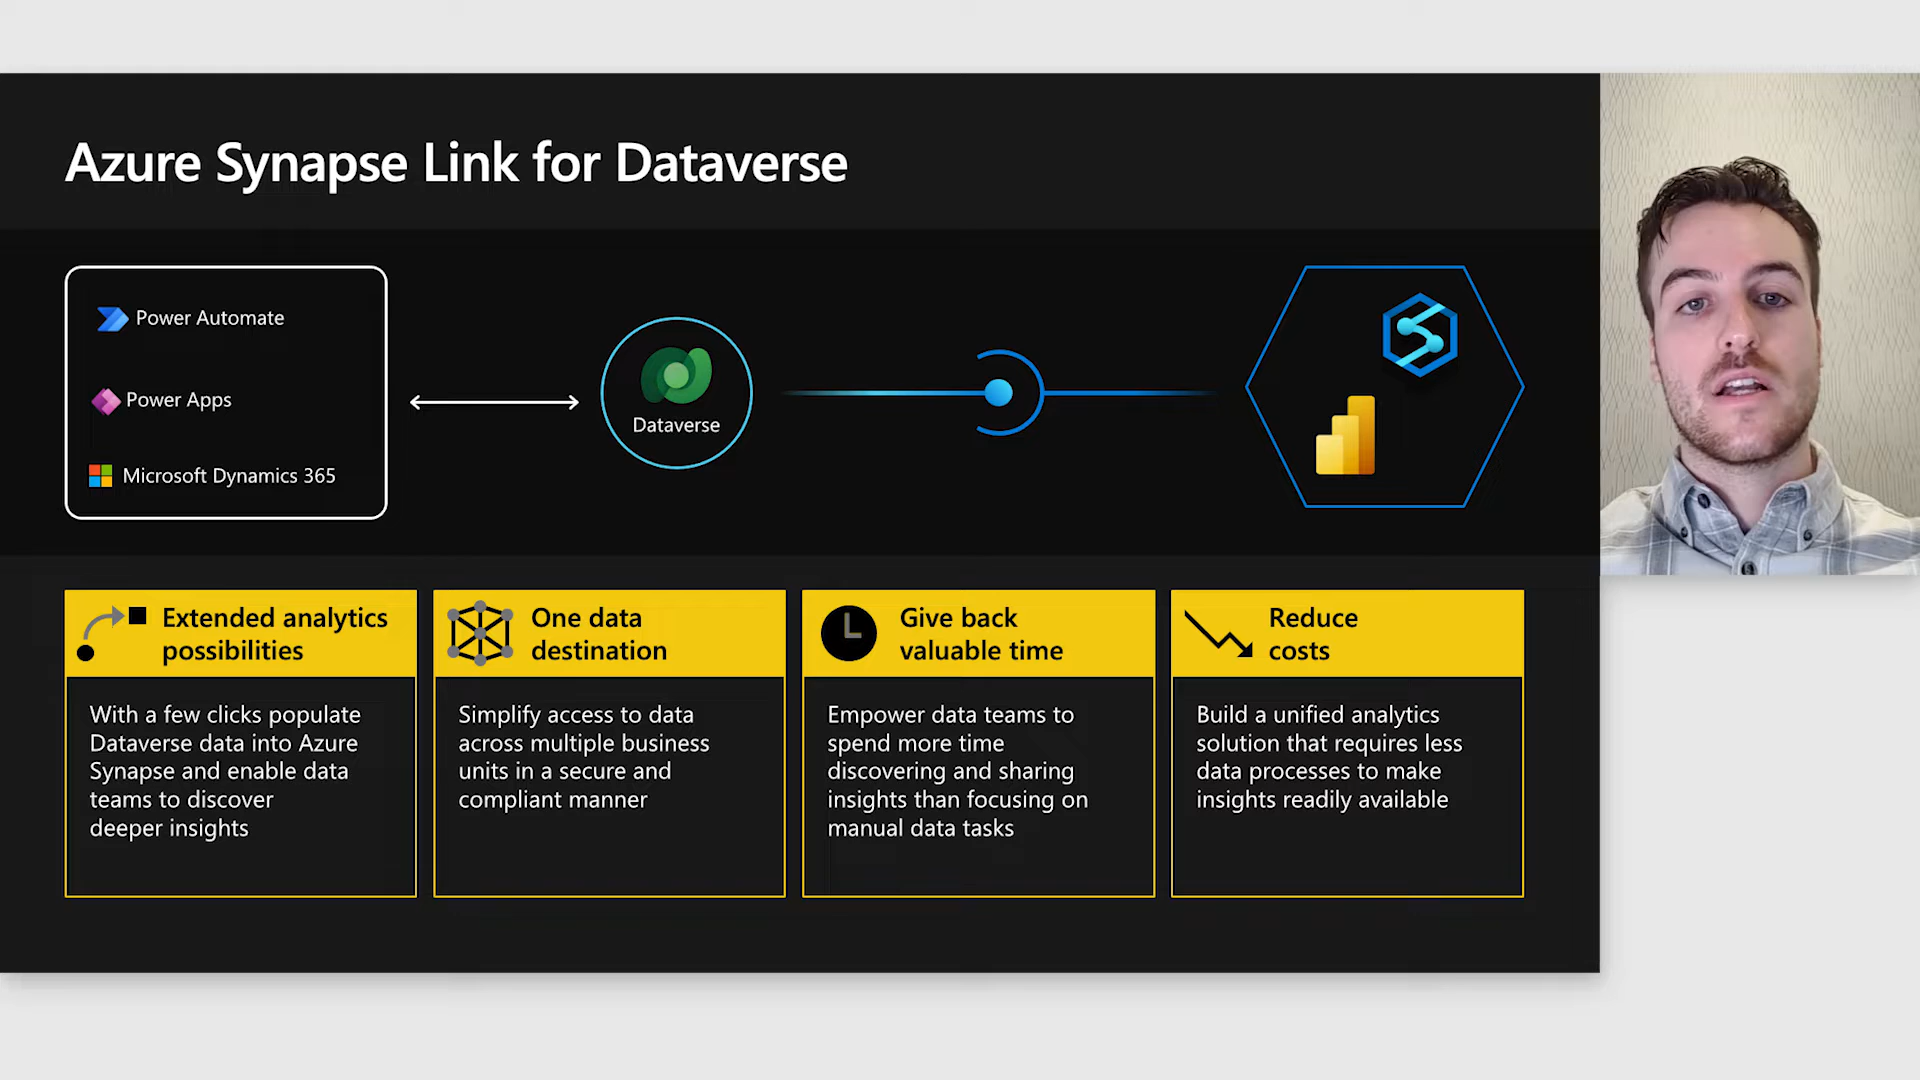 Azure Synapse Link for Dataverse
Power Automate
Power Apps
Microsoft Dynamics 365
Dataverse
Extended analytics
possibilities
With a few clicks populate
Dataverse data into Azure
Synapse and enable data
teams to discover
deeper insights
One data
destination
Simplify access to data
across multiple business
units in a secure and
compliant manner
Give back
valuable time
Empower data teams to
spend more time
discovering and sharing
insights than focusing on
manual data tasks
Reduce
costs
Build a unified analytics
solution that requires less
data processes to make
insights readily available